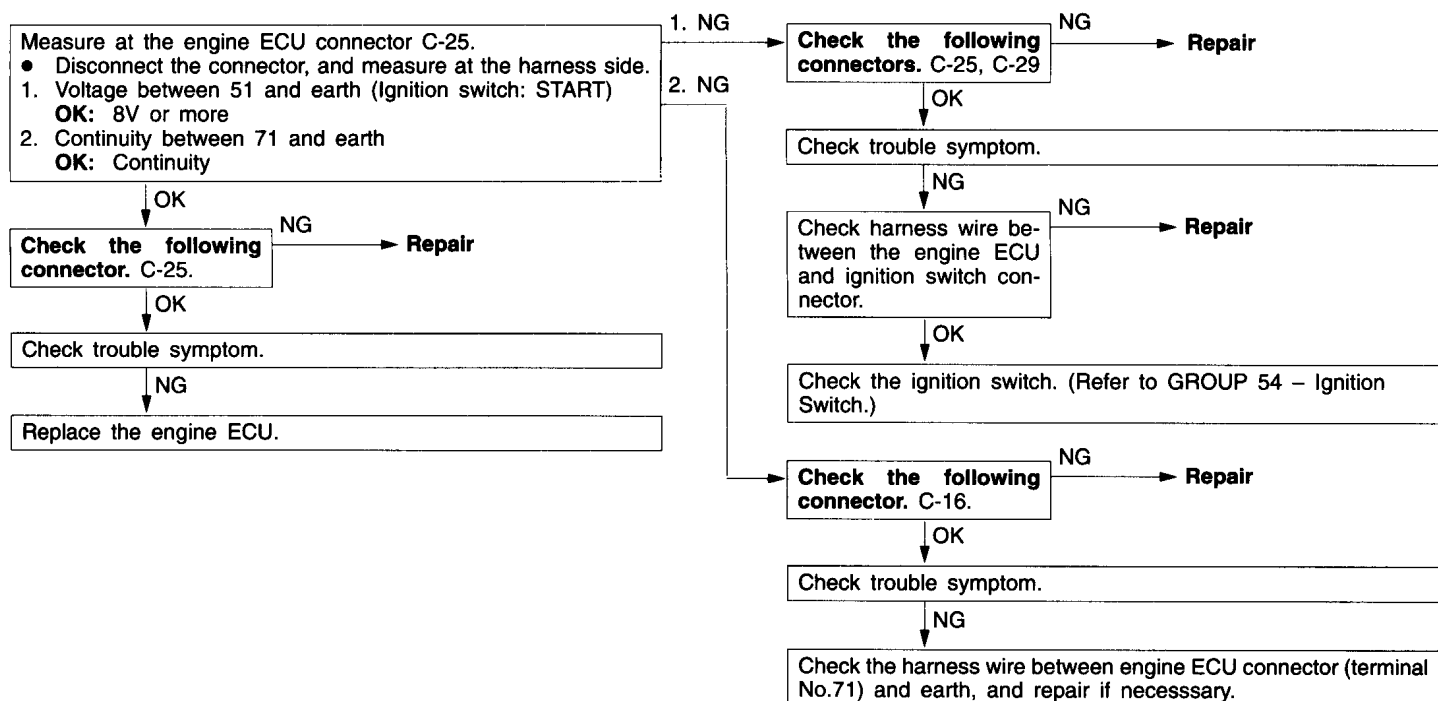 Measure at the engine ECU connector C-25.
● Disconnect the connector, and measure at the harness side.
1. Voltage between 51 and earth (Ignition switch: START)
OK: 8V or more
2. Continuity between 71 and earth
OK: Continuity
OK
Check the following
connector. C-25.
NG
Repair
OK
Check trouble symptom.
NG
Replace the engine ECU.
1. NG
Check the following
connectors. C-25, C-29
NG
Repair
OK
Check trouble symptom.
NG
Check harness wire be-
tween the engine ECU
and ignition switch con-
nector.
NG
Repair
OK
Check the ignition switch. (Refer to GROUP 54 – Ignition
Switch.)
2. NG
Check the following
connector. C-16.
NG
Repair
OK
Check trouble symptom.
NG
Check the harness wire between engine ECU connector (terminal
No.71) and earth, and repair if necesssary.